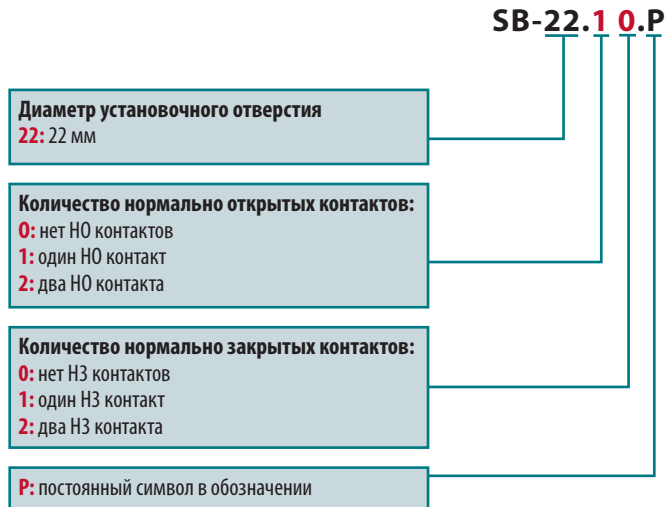 SB-22.1 0.P
Диаметр установочного отверстия
22: 22 мм
Количество нормально открытых контактов:
0: нет НО контактов
1: один НО контакт
2: два НО контакта
Количество нормально закрытых контактов:
0: нет НЗ контактов
1: один НЗ контакт
2: два НЗ контакта
P: постоянный символ в обозначении